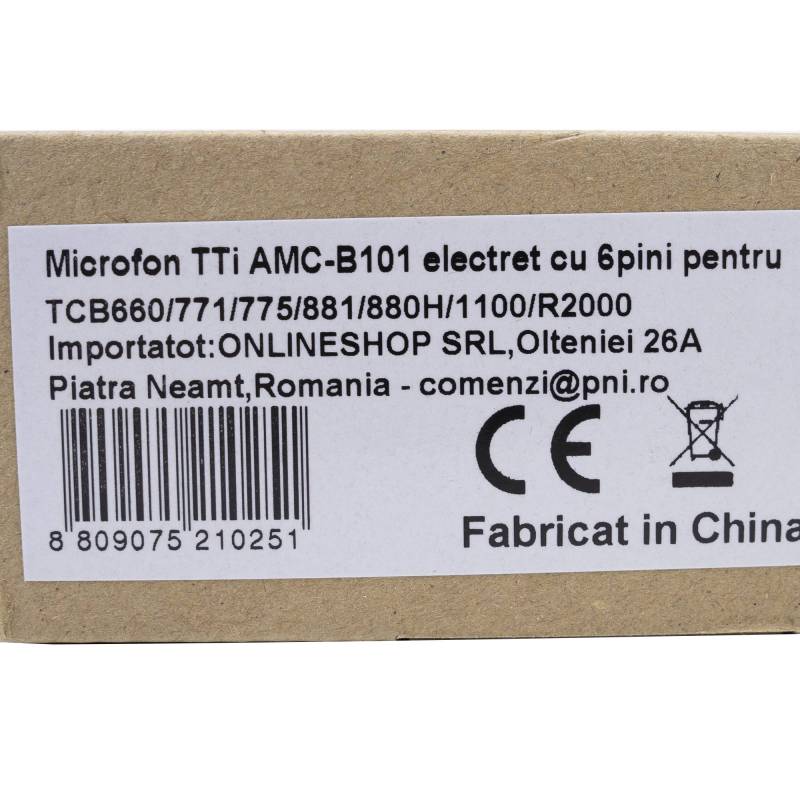 Microfon TTi AMC-B101 electret cu 6pini pentru
TCB660/771/775/881/880H/1100/R2000
Importatot:ONLINESHOP SRL,Olteniei 26A
Piatra Neamt,Romania - comenzi@pni.ro
CE
8 809075 210251
Fabricat in China